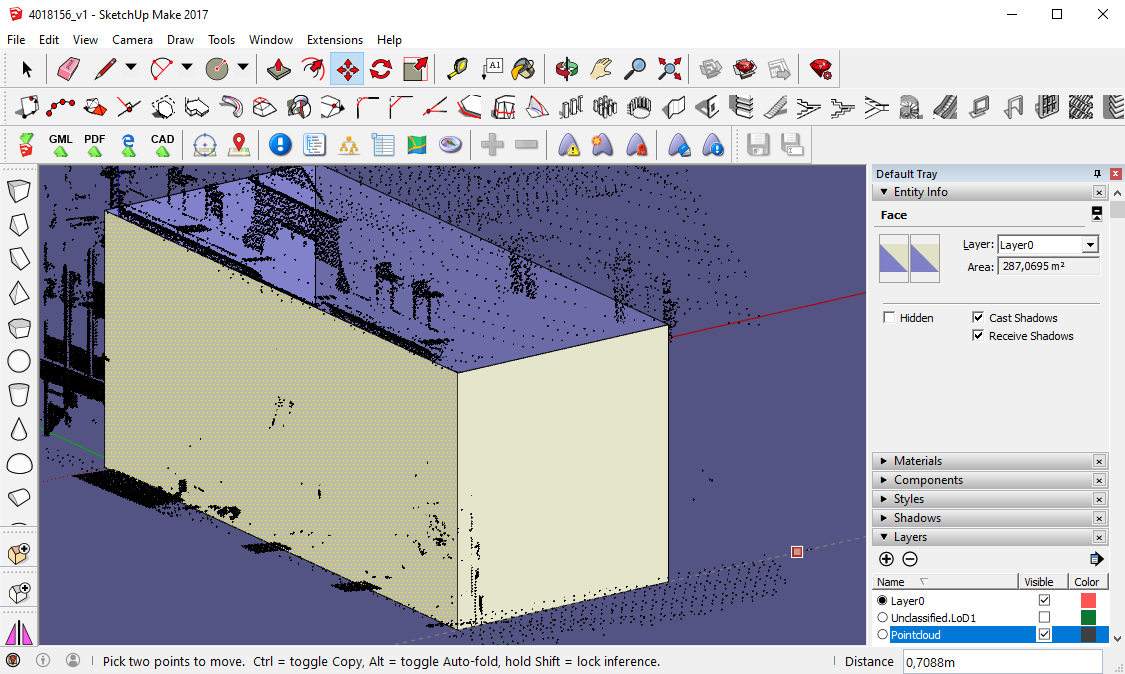 4018156_v1 - SketchUp Make 2017
File Edit View Camera Draw Tools Window Extensions Help
A1
GML PDF e CAD
Default Tray
Entity Info
Face
Layer: Layer0
Area: 287,0695 m²
Hidden
Cast Shadows
Receive Shadows
Materials
Components
Styles
Shadows
Layers
Name Visible Color
Layer0
Unclassified.LoD1
Pointcloud
Pick two points to move. Ctrl = toggle Copy, Alt = toggle Auto-fold, hold Shift = lock inference.
Distance 0,7088m